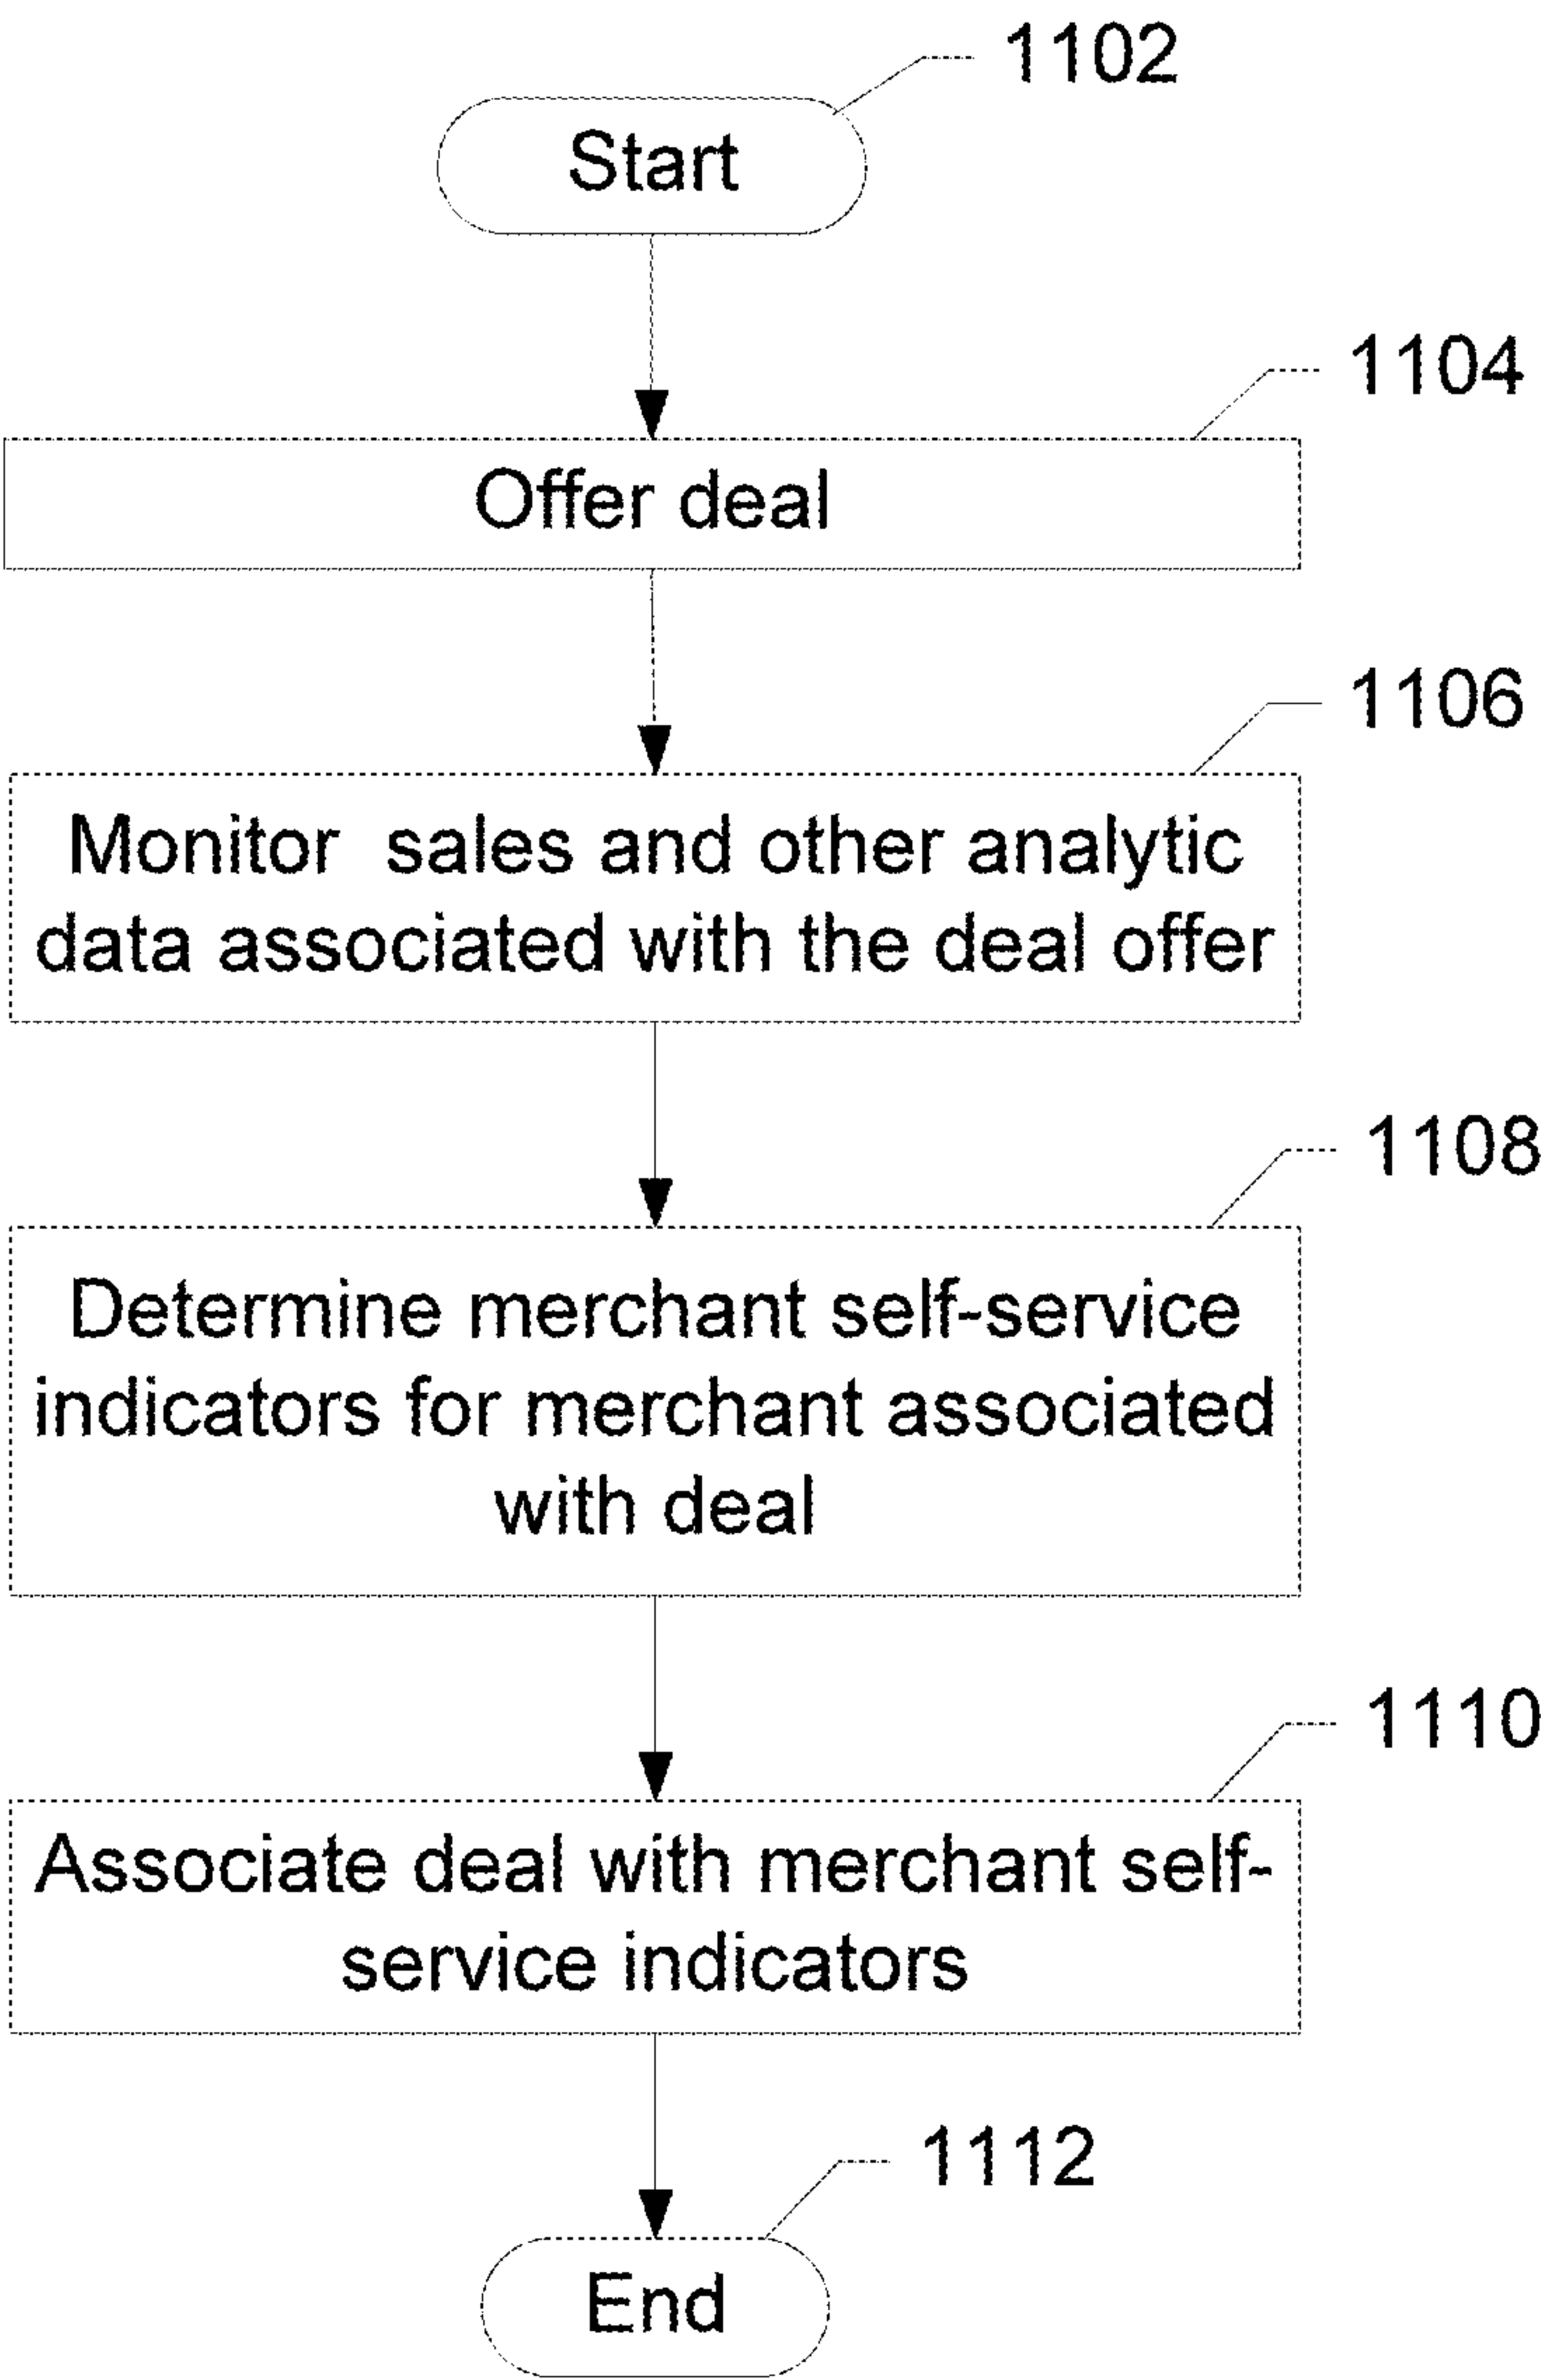 1102
Start
1104
Offer deal
1106
Monitor  sales and other analytic
data associated with the deal offer
1108
Determine merchant self-service
indicators for merchant associated
with deal
1110
Associate deal with merchant self-
service indicators
1112
End